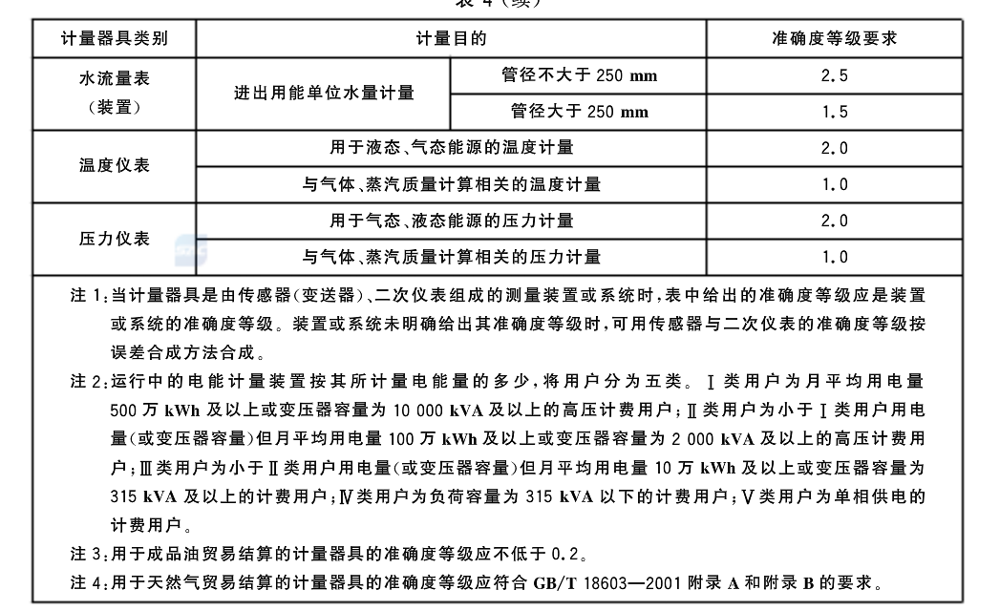 表 4（续）
计量器具类别 计量目的 准确度等级要求
水流量表（装置） 进出用能单位水量计量 管径不大于 250 mm 2.5
管径大于 250 mm 1.5
温度仪表 用于液态、气态能源的温度计量 2.0
与气体、蒸汽质量计算相关的温度计量 1.0
压力仪表 用于气态、液态能源的压力计量 2.0
与气体、蒸汽质量计算相关的压力计量 1.0
注 1:当计量器具是由传感器(变送器)、二次仪表组成的测量装置或系统时,表中给出的准确度等级应是装置
或系统的准确度等级。装置或系统未明确给出其准确度等级时,可用传感器与二次仪表的准确度等级按
误差合成方法合成。
注 2:运行中的电能计量装置按其所计量电能量的多少,将用户分为五类。Ⅰ 类用户为月平均用电量
500 万 kWh 及以上或变压器容量为 10 000 kVA 及以上的高压计费用户;Ⅱ 类用户为小于 Ⅰ 类用户用电
量(或变压器容量)但月平均用电量 100 万 kWh 及以上或变压器容量为 2 000 kVA 及以上的高压计费用
户;Ⅲ类用户为小于Ⅱ类用户用电量(或变压器容量)但月平均用电量 10 万 kWh 及以上或变压器容量为
315 kVA 及以上的计费用户;Ⅳ类用户为负荷容量为 315 kVA 以下的计费用户;Ⅴ类用户为单相供电的
计费用户。
注 3:用于成品油贸易结算的计量器具的准确度等级应不低于 0.2。
注 4:用于天然气贸易结算的计量器具的准确度等级应符合 GB/T 18603—2001 附录 A 和附录 B 的要求。